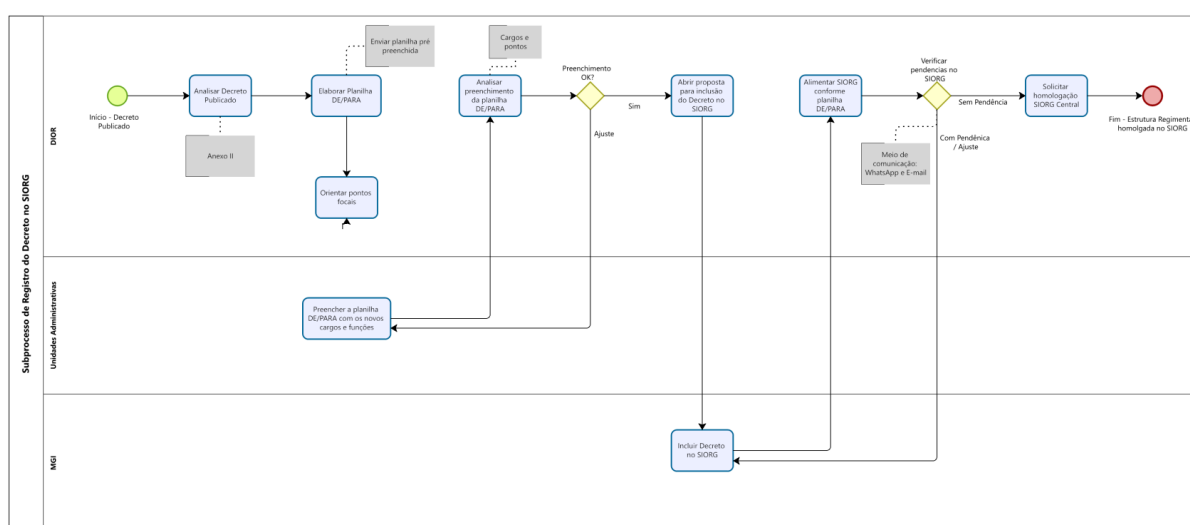 Subprocesso de Registro do Decreto no SIORG
DIOR
Início - Decreto
Publicado
Analisar Decreto
Publicado
Anexo II
Elaborar Planilha
DE/PARA
Enviar planilha pré
preenchida
Orientar pontos
focais
Analisar
preenchimento
da planilha
DE/PARA
Cargos e
pontos
Preenchimento
OK?
Sim
Ajuste
Abrir proposta
para inclusão
do Decreto no
SIORG
Alimentar SIORG
conforme
planilha
DE/PARA
Verificar
pendencias no
SIORG
Sem Pendência
Com Pendênica
/ Ajuste
Meio de
comunicação:
WhatsApp e E-mail
Solicitar
homologação
SIORG Central
Fim - Estrutura Regimenta
homolgada no SIORG
Unidades Administrativas
Preencher a planilha
DE/PARA com os novos
cargos e funções
MGI
Incluir Decreto
no SIORG